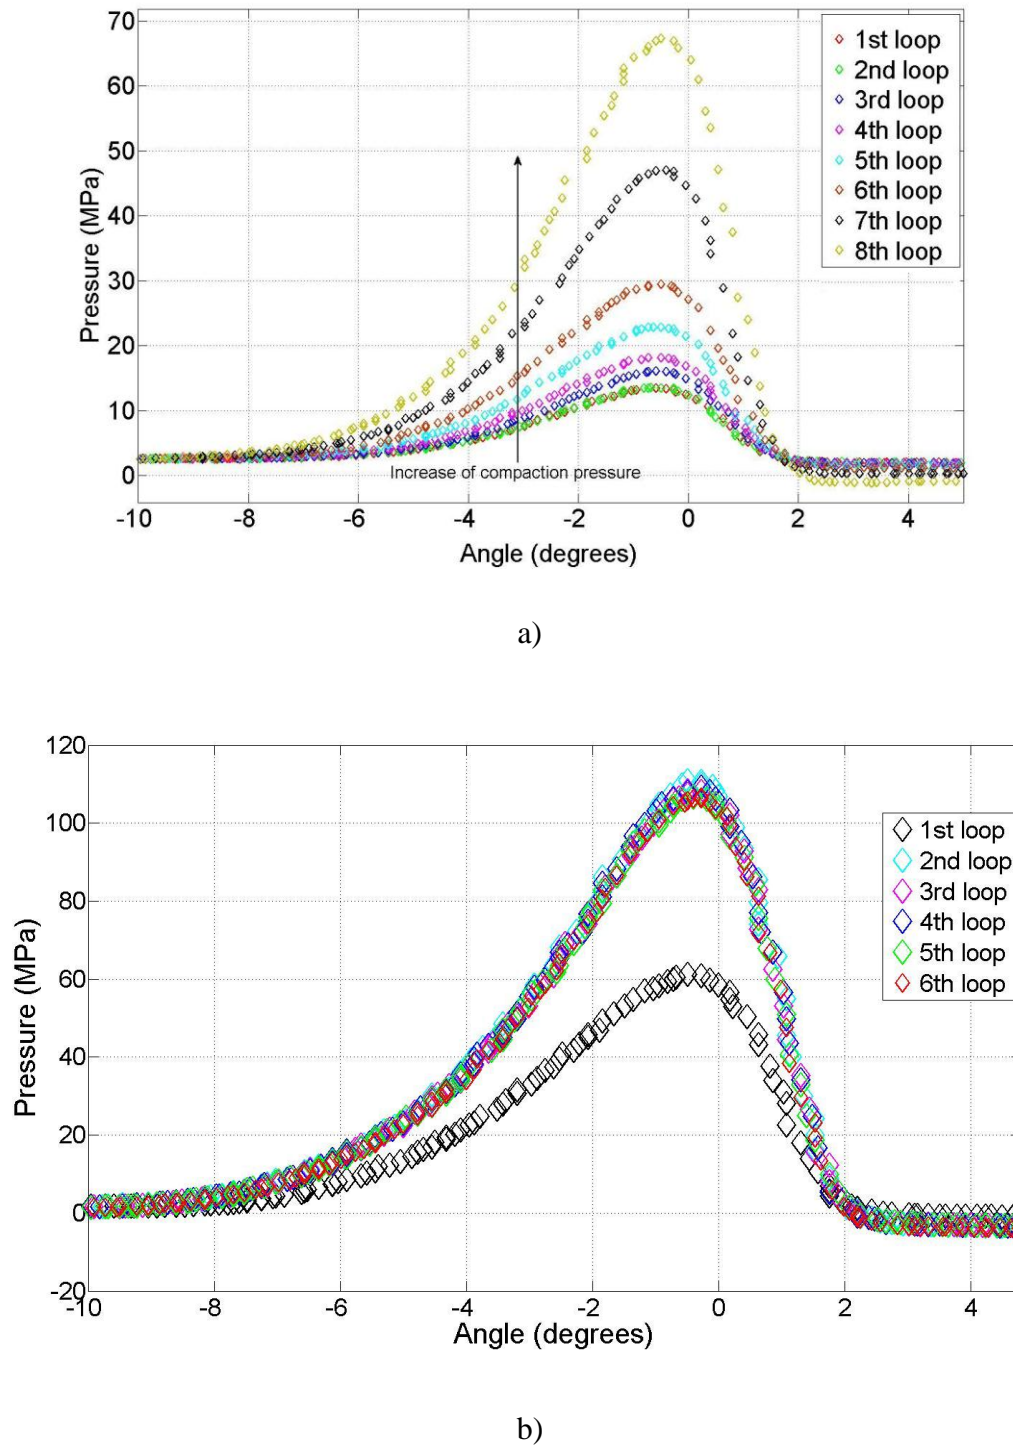 70
60
50
40
30
20
10
0
Pressure (MPa)
1st loop
2nd loop
3rd loop
4th loop
5th loop
6th loop
7th loop
8th loop
Increase of compaction pressure
-10 -8 -6 -4 -2 0 2 4
Angle (degrees)
a)
120
100
80
60
40
20
0
-20
Pressure (MPa)
1st loop
2nd loop
3rd loop
4th loop
5th loop
6th loop
-10 -8 -6 -4 -2 0 2 4
Angle (degrees)
b)